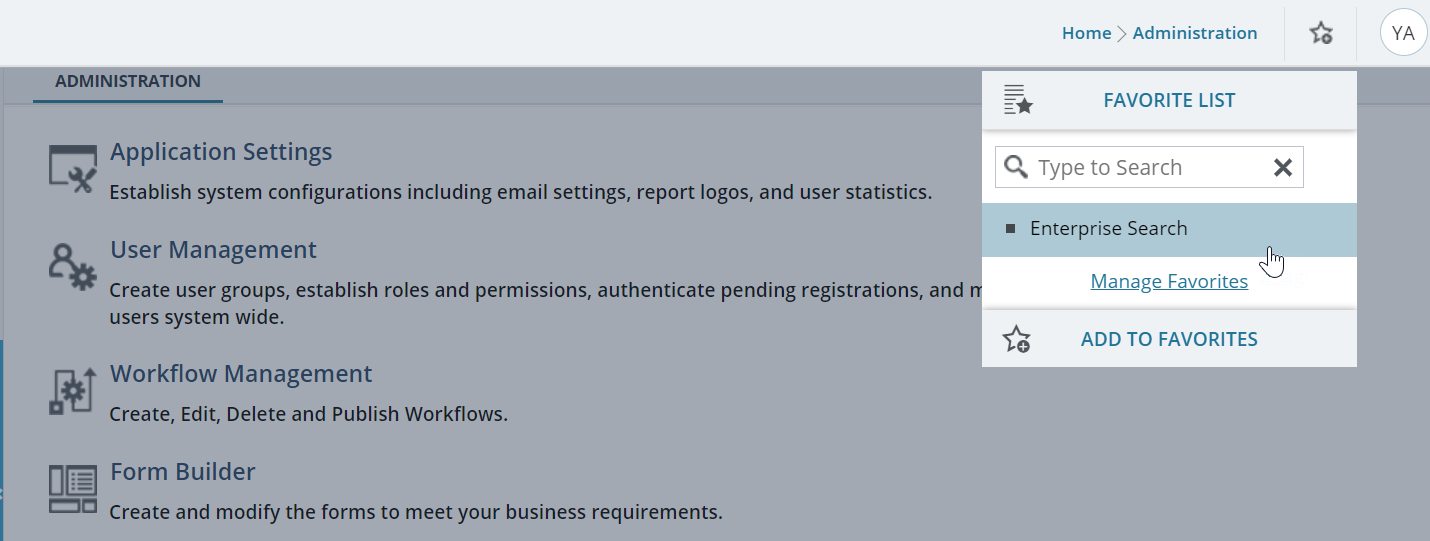 Home > Administration
YA
ADMINISTRATION
Application Settings
Establish system configurations including email settings, report logos, and user statistics.
User Management
Create user groups, establish roles and permissions, authenticate pending registrations, and
users system wide.
Workflow Management
Create, Edit, Delete and Publish Workflows.
Form Builder
Create and modify the forms to meet your business requirements.
FAVORITE LIST
Type to Search
Enterprise Search
Manage Favorites
ADD TO FAVORITES